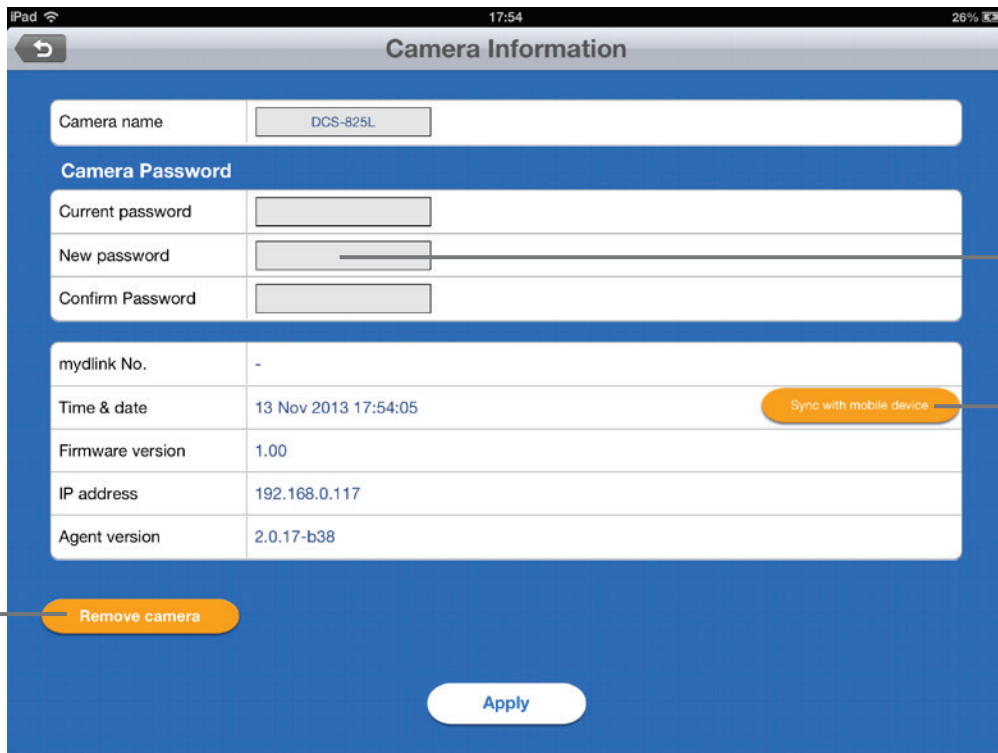 iPad 17:54 26%
Camera Information
Camera name DCS-825L
Camera Password
Current password
New password
Confirm Password
mydlink No. -
Time & date 13 Nov 2013 17:54:05 Sync with mobile device
Firmware version 1.00
IP address 192.168.0.117
Agent version 2.0.17-b38
Remove camera
Apply